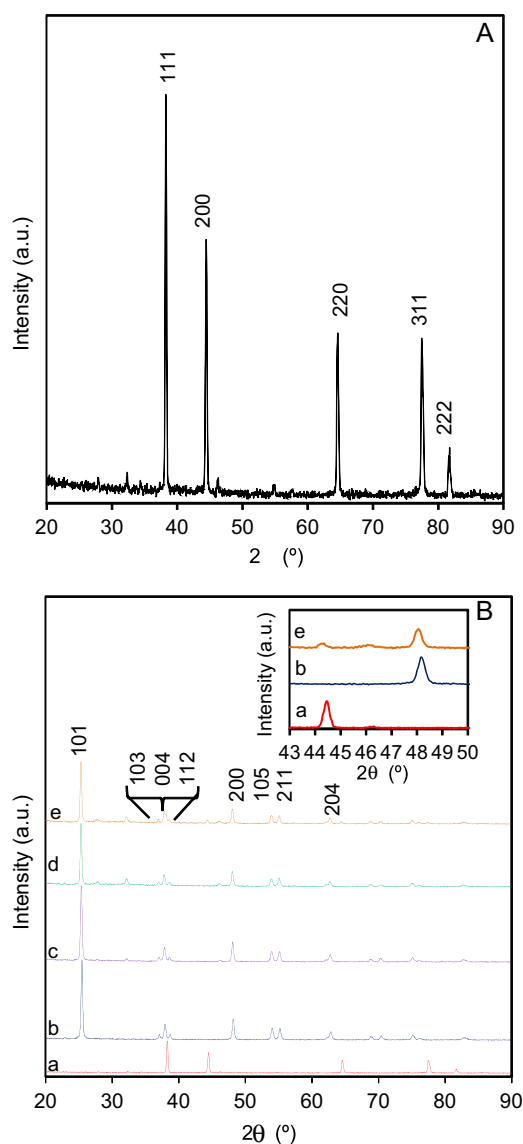 A
111
200
220
311
222
Intensity (a.u.)
20 30 40 50 60 70 80 90
2 (º)
B
Intensity (a.u.)
e
b
a
43 44 45 46 47 48 49 50
2θ (º)
101
103
004
112
200
105
211
204
e
d
c
b
a
Intensity (a.u.)
20 30 40 50 60 70 80 90
2θ (º)